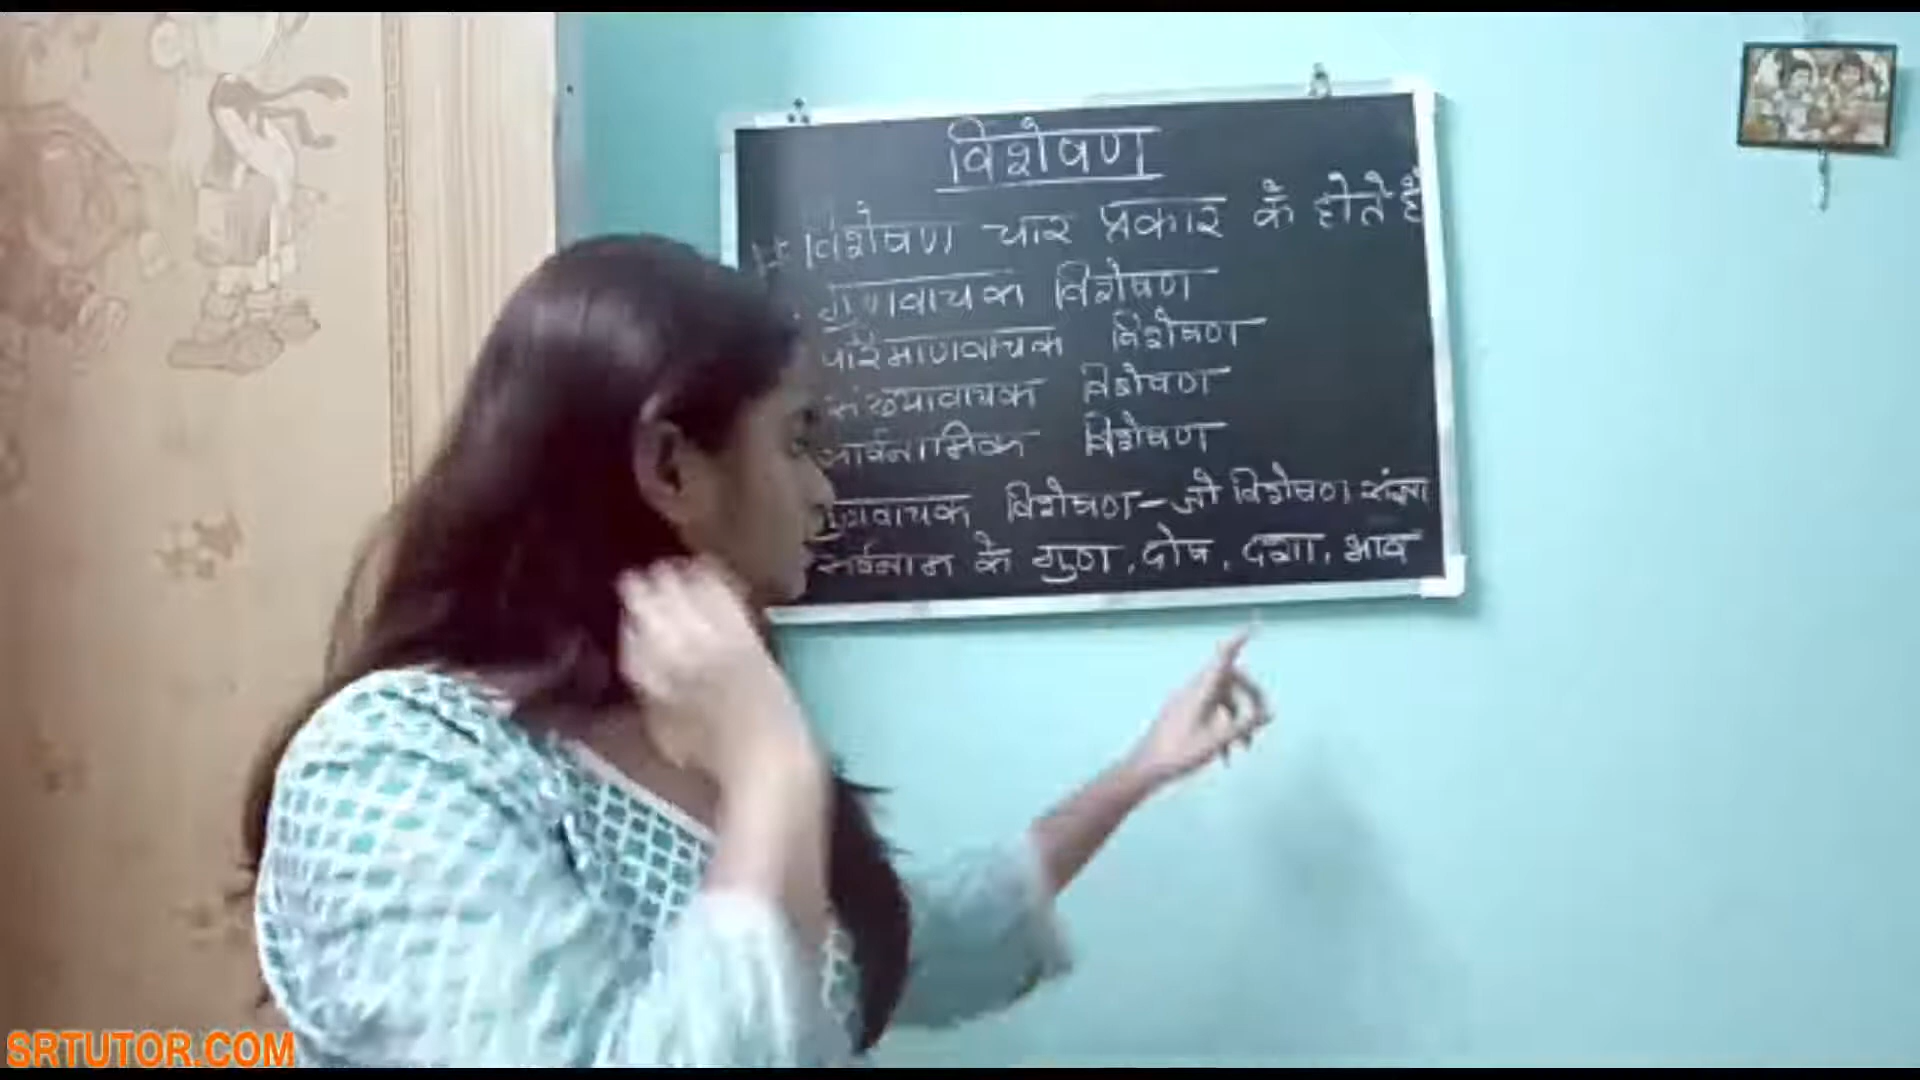 विशेषण
विशेषण चार प्रकार के होते है
गुणवाचक विशेषण
परिमाणवाचक विशेषण
संख्यावाचक विशेषण
सार्वनामिक विशेषण
गुणवाचक विशेषण - जो विशेषण संज्ञा
सर्वनाम के गुण, दोष, दशा, भाव
SRTUTOR.COM